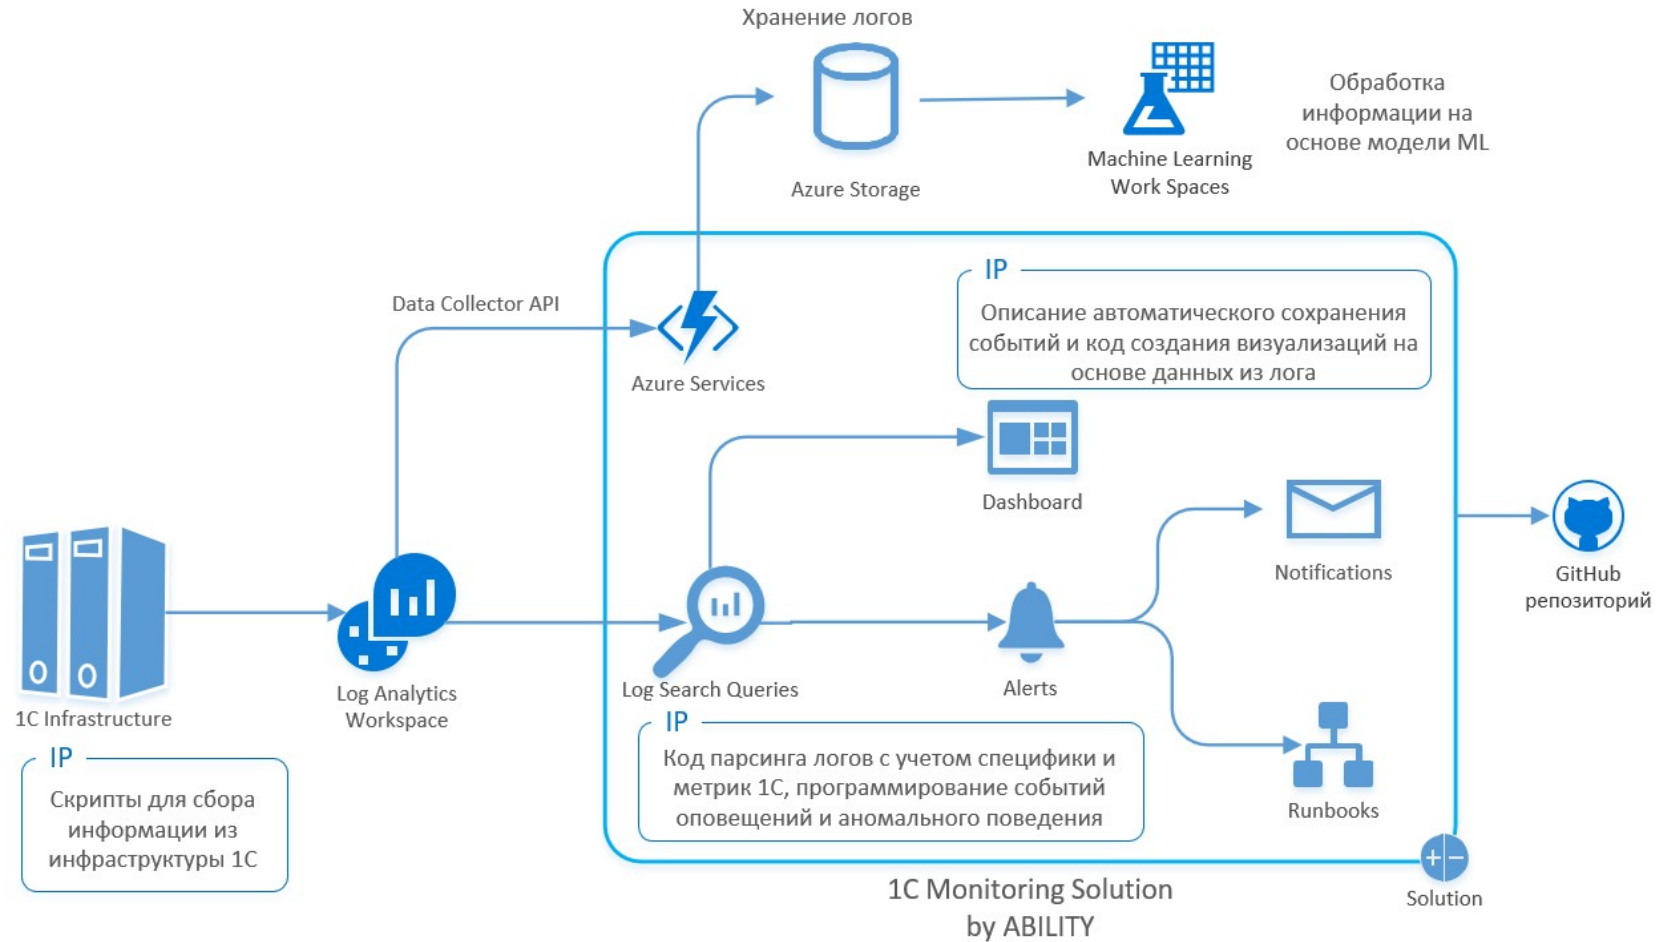 Хранение логов
Azure Storage
Machine Learning
Work Spaces
Обработка
информации на
основе модели ML
Data Collector API
Azure Services
IP
Описание автоматического сохранения
событий и код создания визуализаций на
основе данных из лога
Dashboard
Notifications
GitHub
репозиторий
1C Infrastructure
Log Analytics
Workspace
Log Search Queries
Alerts
Runbooks
IP
Скрипты для сбора
информации из
инфраструктуры 1С
IP
Код парсинга логов с учетом специфики и
метрик 1С, программирование событий
оповещений и аномального поведения
Solution
1C Monitoring Solution
by ABILITY